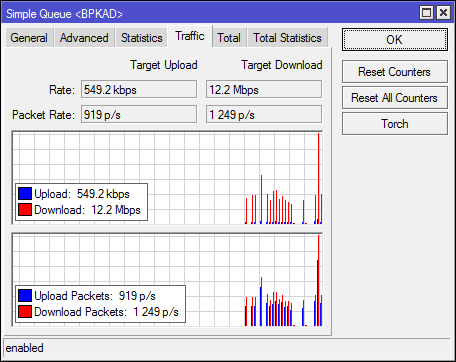 Simple Queue <BPKAD>
General Advanced Statistics Traffic Total Total Statistics
OK
Target Upload Target Download
Reset Counters
Rate: 549.2 kbps 12.2 Mbps
Reset All Counters
Packet Rate: 919 p/s 1 249 p/s
Torch
Upload: 549.2 kbps
Download: 12.2 Mbps
Upload Packets: 919 p/s
Download Packets: 1 249 p/s
enabled